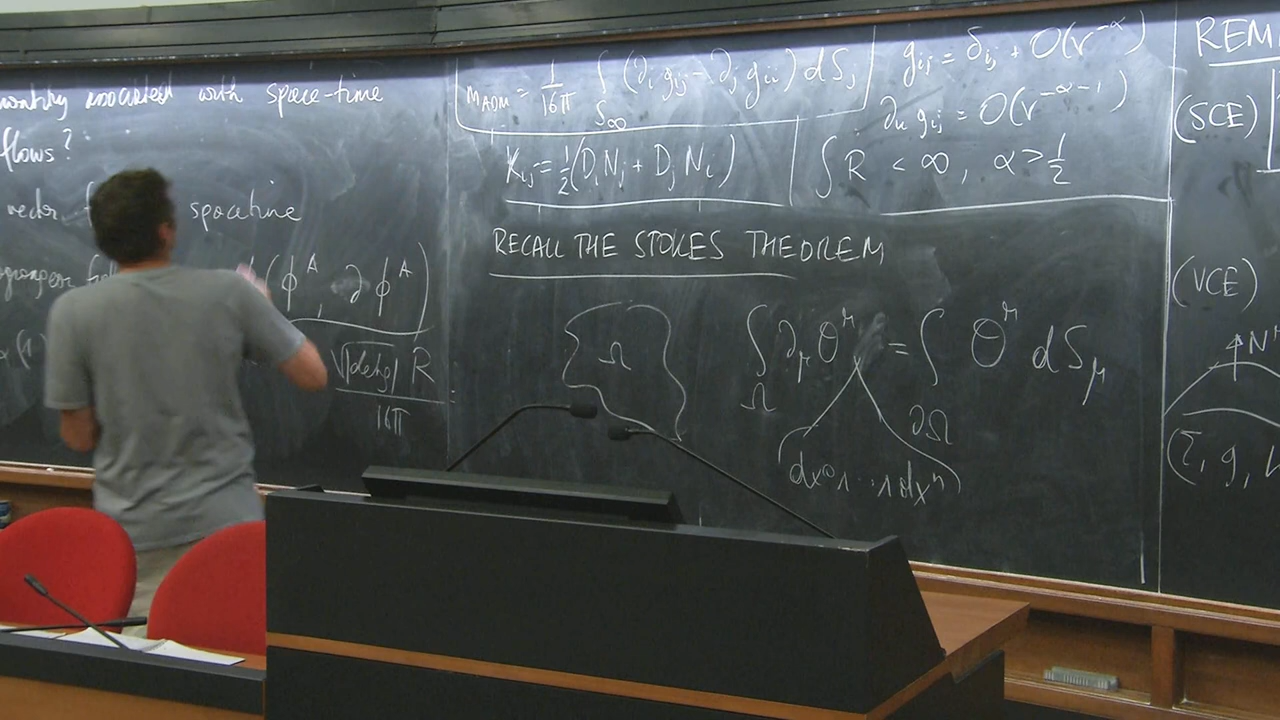 associated with space-time
flows?
vector
spacetime
(ϕ^A, ∂ϕ^A)
√|det g| R
16π
m_ADM = 1/16π ∫_S∞ (∂_i g_ij - ∂_j g_ii) dS_j
g_ij = δ_ij + O(r^-α)
∂_k g_ij = O(r^-α-1)
K_ij = 1/2 (D_i N_j + D_j N_i)
∫ R < ∞, α > 1/2
RECALL THE STOKES THEOREM
Ω
∫_Ω ∂_μ Θ^μ = ∫_∂Ω Θ^μ dS_μ
dx^0 ∧ ... ∧ dx^n
REM
(SCE)
(VCE)
N